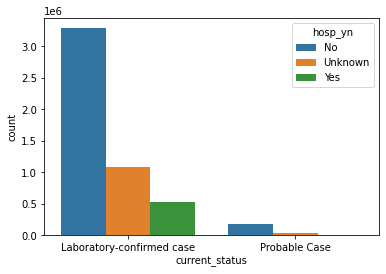 1e6
hosp_yn
No
Unknown
Yes
3.0
2.5
2.0
1.5
1.0
0.5
0.0
count
Laboratory-confirmed case Probable Case
current_status